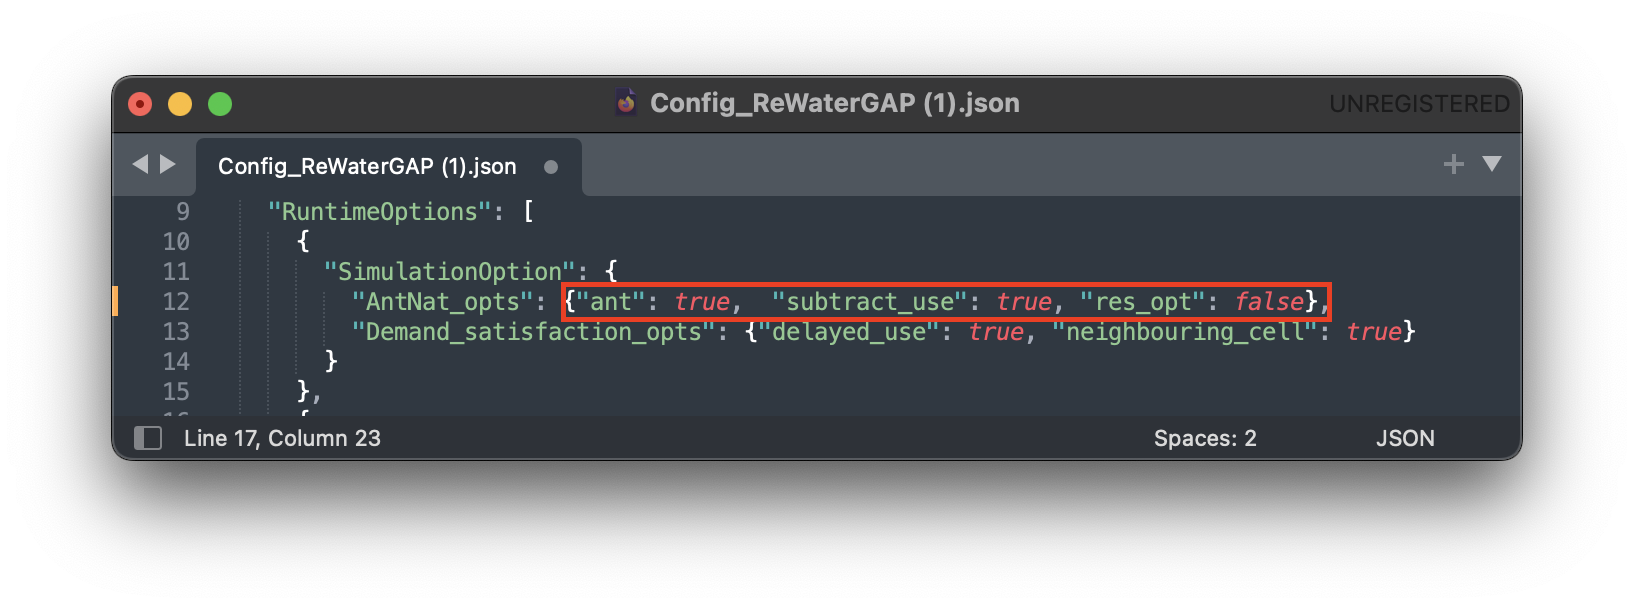 Config_ReWaterGAP (1).json
UNREGISTERED
Config_ReWaterGAP (1).json
9 "RuntimeOptions": [
10 {
11 "SimulationOption": {
12 "AntNat_opts": {"ant": true,  "subtract_use": true, "res_opt": false},
13 "Demand_satisfaction_opts": {"delayed_use": true, "neighbouring_cell": true}
14 }
15 },
Line 17, Column 23
Spaces: 2
JSON